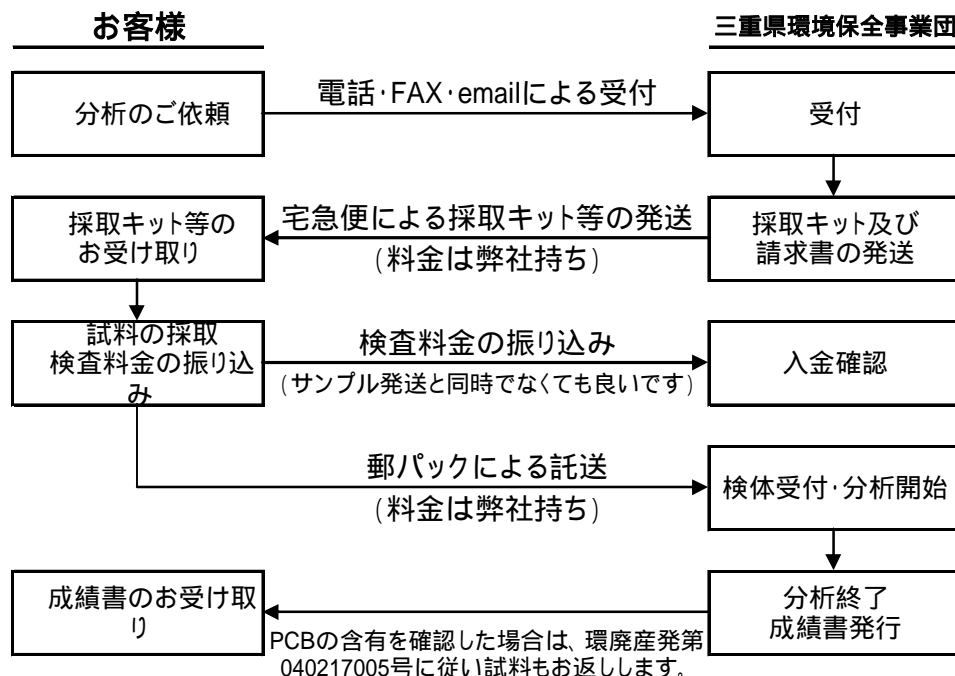 お客様
三重県環境保全事業団
分析のご依頼
電話・FAX・emailによる受付
受付
採取キット等の
お受け取り
宅急便による採取キット等の発送
(料金は弊社持ち)
採取キット及び
請求書の発送
試料の採取
検査料金の振り込
み
検査料金の振り込み
(サンプル発送と同時でなくても良いです)
入金確認
郵パックによる託送
(料金は弊社持ち)
検体受付・分析開始
成績書のお受け取
り
PCBの含有を確認した場合は、環廃産発第
040217005号に従い試料もお返しします。
分析終了
成績書発行